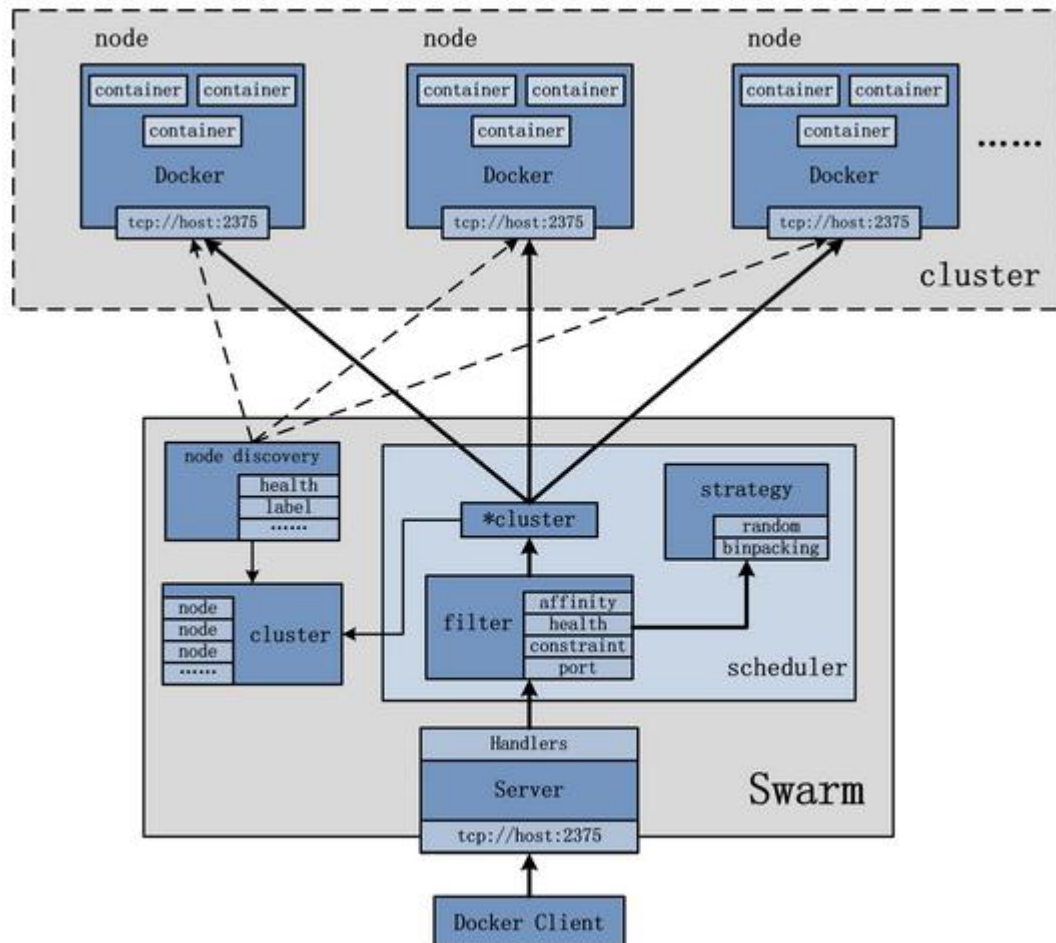 node node node
container container container container container container
container container container
Docker Docker Docker
......
tcp://host:2375 tcp://host:2375 tcp://host:2375
cluster
node discovery
health
label
......
strategy
random
binpacking
*cluster
node
node
node
......
cluster
filter
affinity
health
constraint
port
scheduler
Handlers
Server
tcp://host:2375
Swarm
Docker Client